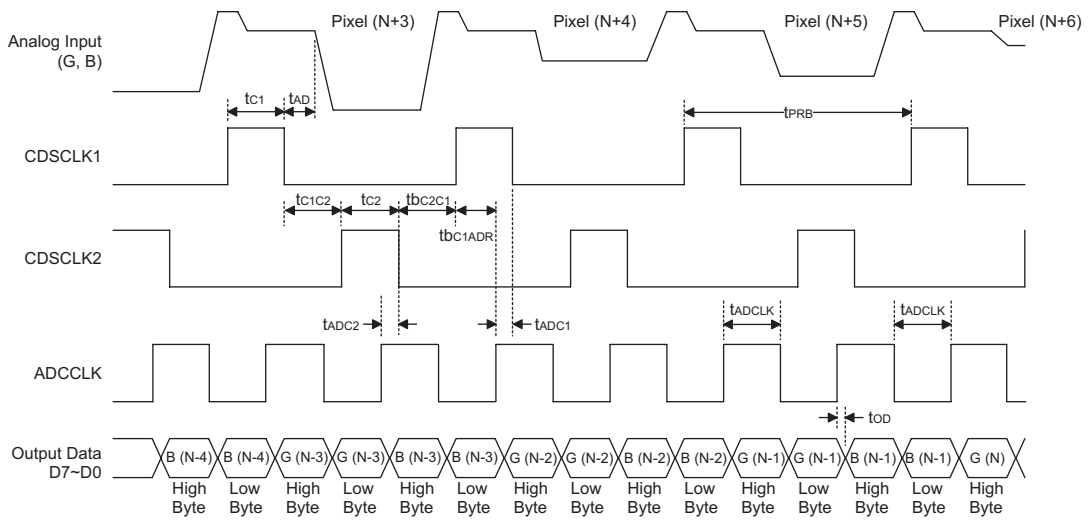 Pixel (N+3)
Pixel (N+4)
Pixel (N+5)
Pixel (N+6)
Analog Input
(G, B)
tC1
tAD
tPRB
CDSCLK1
tC1C2
tC2
tbC2C1
tbC1ADR
CDSCLK2
tADC2
tADC1
tADCLK
tADCLK
ADCCLK
tOD
Output Data
D7~D0
B (N-4)
B (N-4)
G (N-3)
G (N-3)
B (N-3)
B (N-3)
G (N-2)
G (N-2)
B (N-2)
B (N-2)
G (N-1)
G (N-1)
B (N-1)
B (N-1)
G (N)
High
Byte
Low
Byte
High
Byte
Low
Byte
High
Byte
Low
Byte
High
Byte
Low
Byte
High
Byte
Low
Byte
High
Byte
Low
Byte
High
Byte
Low
Byte
High
Byte